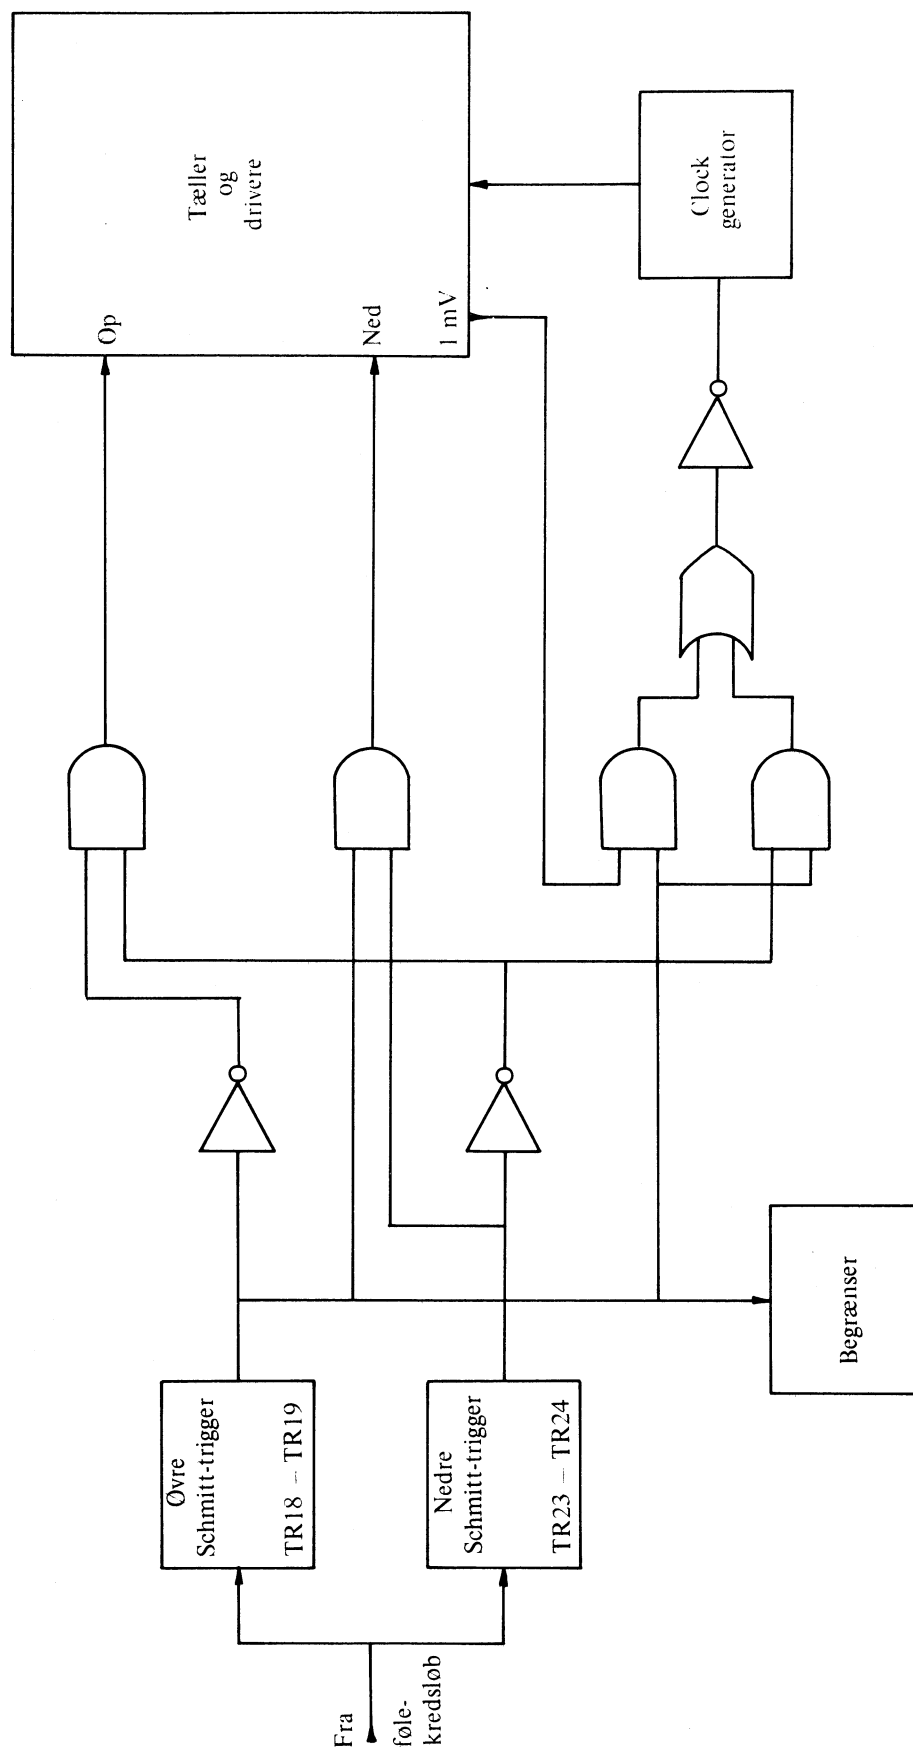 Fra
føle-
kredsløb
Øvre
Schmitt-trigger
TR18 – TR19
Nedre
Schmitt-trigger
TR23 – TR24
Begrænser
Op
Ned
1 mV
Tæller
og
drivere
Clock
generator